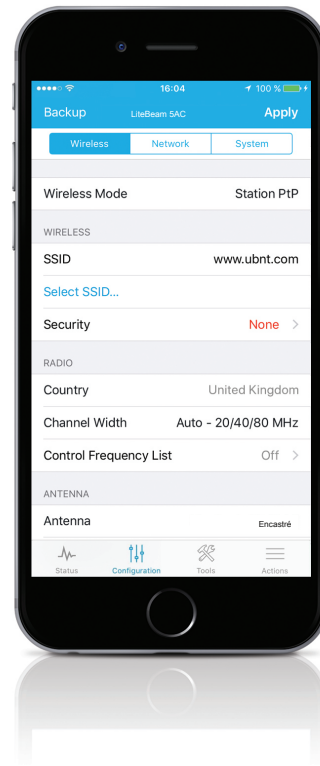 16:04 100 %
Backup LiteBeam 5AC Apply
Wireless Network System
Wireless Mode Station PtP
WIRELESS
SSID www.ubnt.com
Select SSID...
Security None
RADIO
Country United Kingdom
Channel Width Auto - 20/40/80 MHz
Control Frequency List Off
ANTENNA
Antenna Encastré
Status Configuration Tools Actions